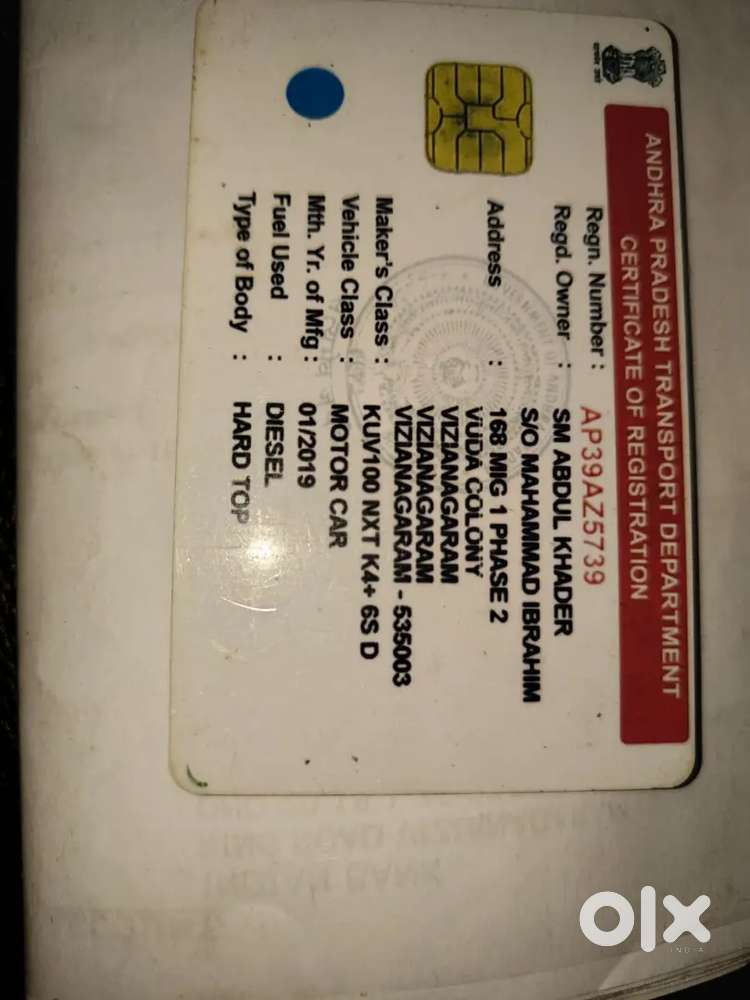 ANDHRA PRADESH TRANSPORT DEPARTMENT
CERTIFICATE OF REGISTRATION
Regn. Number : AP39AZ5739
Regd. Owner : SM ABDUL KHADER
S/O MAHAMMAD IBRAHIM
Address : 168 MIG 1 PHASE 2
VUDA COLONY
VIZIANAGARAM
VIZIANAGARAM
VIZIANAGARAM - 535003
Maker's Class : KUV100 NXT K4+ 6S D
Vehicle Class : MOTOR CAR
Mth. Yr. of Mfg : 01/2019
Fuel Used : DIESEL
Type of Body : HARD TOP
olx
INDIA